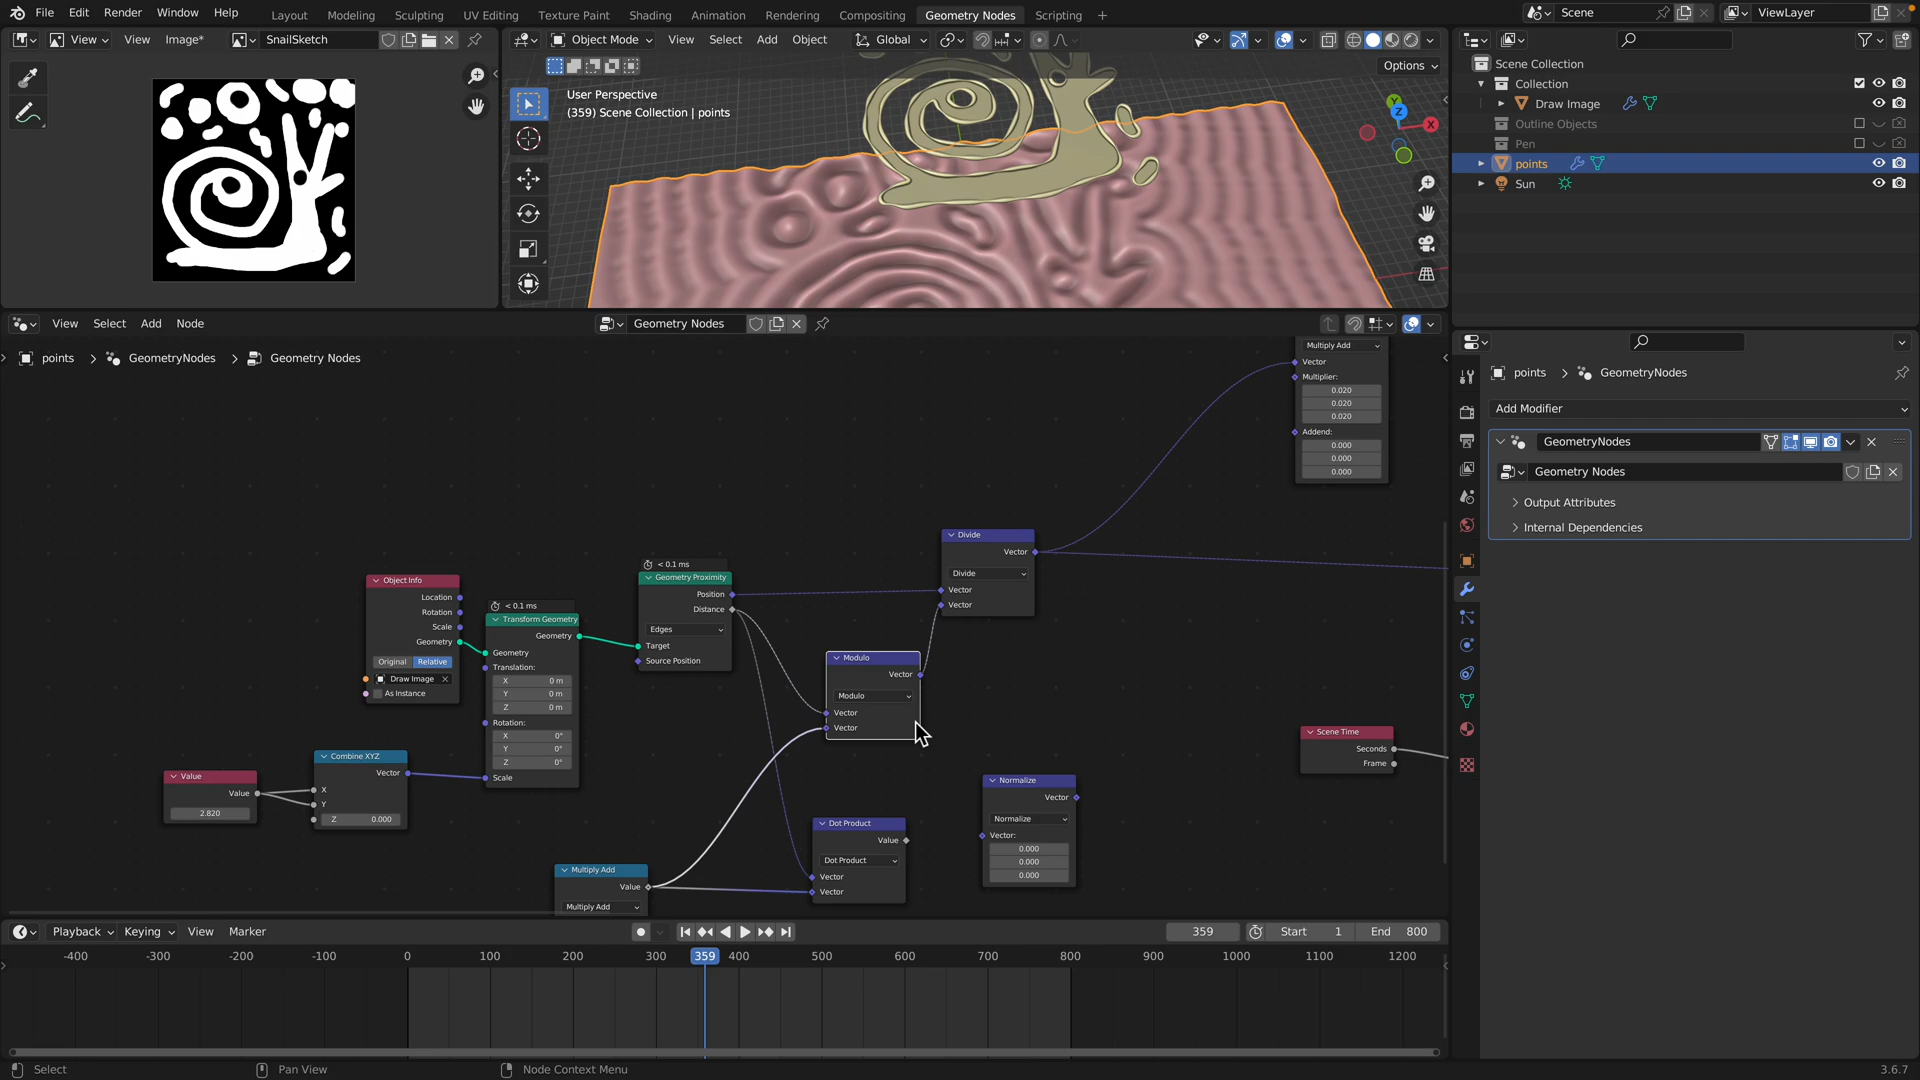 File Edit Render Window Help
Layout Modeling Sculpting UV Editing Texture Paint Shading Animation Rendering Compositing Geometry Nodes Scripting +
Scene
ViewLayer
View View Image* SnailSketch
Object Mode View Select Add Object Global
Options
User Perspective
(359) Scene Collection | points
Y
Z
X
Scene Collection
Collection
Draw Image
Outline Objects
Pen
points
Sun
View Select Add Node
Geometry Nodes
points > GeometryNodes > Geometry Nodes
Multiply Add
Vector
Multiplier:
0.020
0.020
0.020
Addend:
0.000
0.000
0.000
Divide
Vector
Divide
Vector
Vector
Object Info
Location
Rotation
Scale
Geometry
Original Relative
Draw Image
As Instance
< 0.1 ms
Transform Geometry
Geometry
Geometry
Translation:
X 0 m
Y 0 m
Z 0 m
Rotation:
X 0°
Y 0°
Z 0°
Scale
< 0.1 ms
Geometry Proximity
Position
Distance
Edges
Target
Source Position
Modulo
Vector
Modulo
Vector
Vector
Value
Value
2.820
Combine XYZ
Vector
X
Y
Z 0.000
Multiply Add
Value
Multiply Add
Dot Product
Value
Dot Product
Vector
Vector
Normalize
Vector
Normalize
Vector:
0.000
0.000
0.000
Scene Time
Seconds
Frame
points > GeometryNodes
Add Modifier
GeometryNodes
Geometry Nodes
Output Attributes
Internal Dependencies
Playback Keying View Marker
359 Start 1 End 800
-400 -300 -200 -100 0 100 200 300 359 400 500 600 700 800 900 1000 1100 1200
Select Pan View Node Context Menu 3.6.7